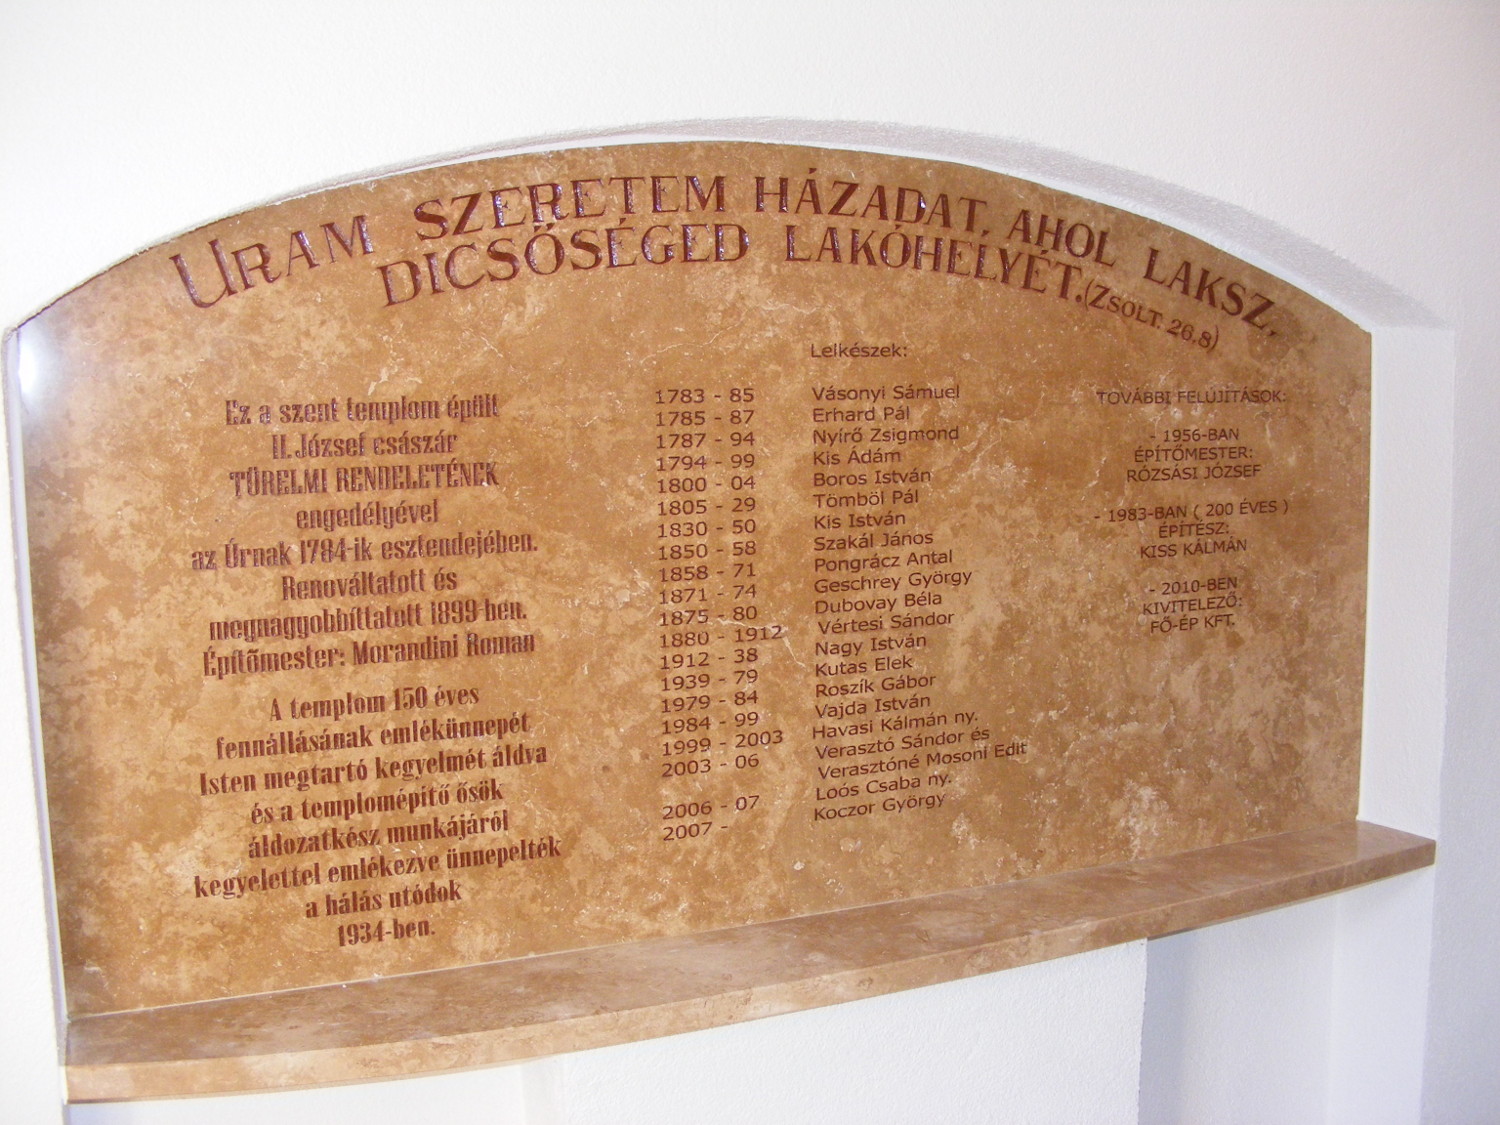 URAM SZERETEM HÁZADAT, AHOL LAKSZ,
DICSŐSÉGED LAKÓHELYÉT.(ZSOLT. 26,8)
Ez a szent templom épült
II. József császár
TÜRELMI RENDELETÉNEK
engedélyével
az Úrnak 1784-ik esztendejében.
Renováltatott és
megnagyobbíttatott 1899-ben.
Építőmester: Morandini Roman
A templom 150 éves
fennállásának emlékünnepét
Isten megtartó kegyelmét áldva
és a templomépítő ősök
áldozatkész munkájáról
kegyelettel emlékezve ünnepelték
a hálás utódok
1934-ben.
Lelkészek:
1783 - 85 Vásonyi Sámuel
1785 - 87 Erhard Pál
1787 - 94 Nyírő Zsigmond
1794 - 99 Kis Ádám
1800 - 04 Boros István
1805 - 29 Tömböl Pál
1830 - 50 Kis István
1850 - 58 Szakál János
1858 - 71 Pongrácz Antal
1871 - 74 Geschrey György
1875 - 80 Dubovay Béla
1880 - 1912 Vértesi Sándor
1912 - 38 Nagy István
1939 - 79 Kutas Elek
1979 - 84 Roszík Gábor
1984 - 99 Vajda István
1999 - 2003 Havasi Kálmán ny.
2003 - 06 Verasztó Sándor és
Verasztóné Mosoni Edit
2006 - 07 Loós Csaba ny.
2007 - Koczor György
TOVÁBBI FELÚJÍTÁSOK:
- 1956-BAN
ÉPÍTŐMESTER:
RÓZSÁSI JÓZSEF
- 1983-BAN ( 200 ÉVES )
ÉPÍTÉSZ:
KISS KÁLMÁN
- 2010-BEN
KIVITELEZŐ:
FŐ-ÉP KFT.